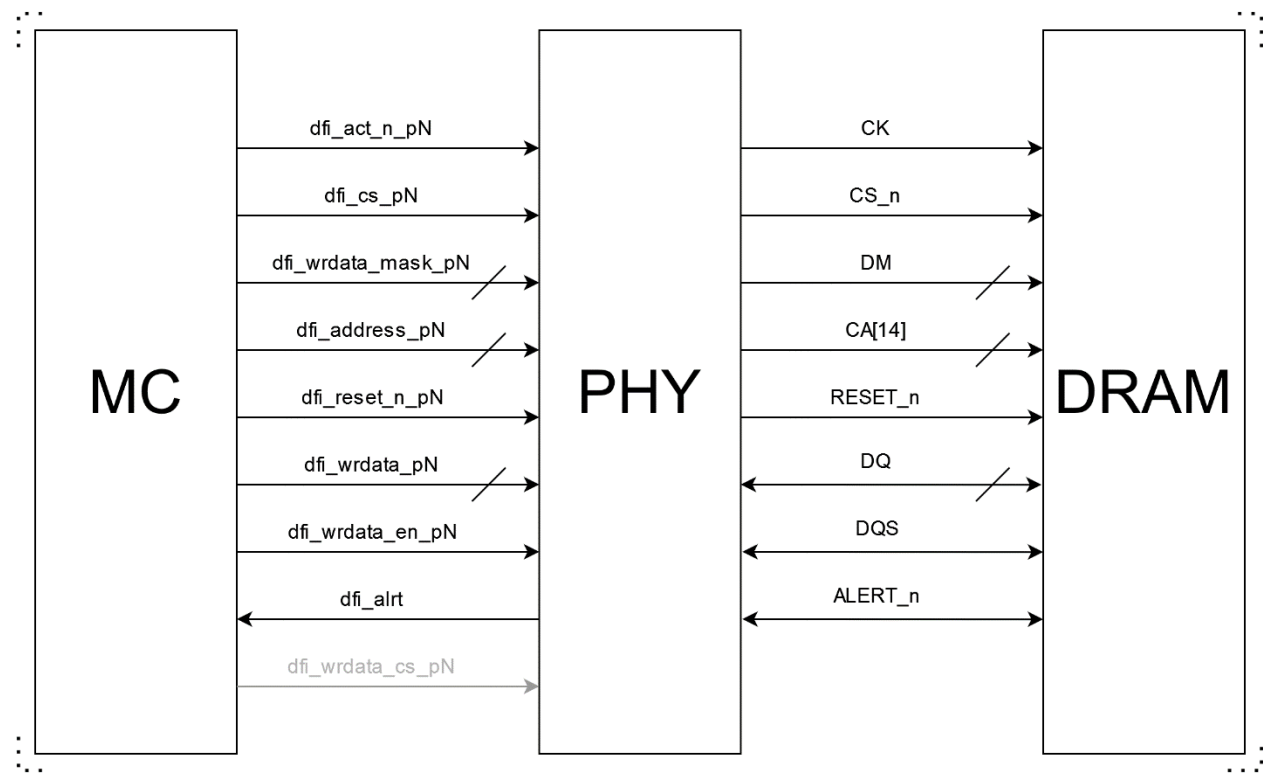 dfi_act_n_pN
CK
dfi_cs_pN
CS_n
dfi_wrdata_mask_pN
DM
dfi_address_pN
CA[14]
MC
PHY
DRAM
dfi_reset_n_pN
RESET_n
dfi_wrdata_pN
DQ
dfi_wrdata_en_pN
DQS
dfi_alrt
ALERT_n
dfi_wrdata_cs_pN